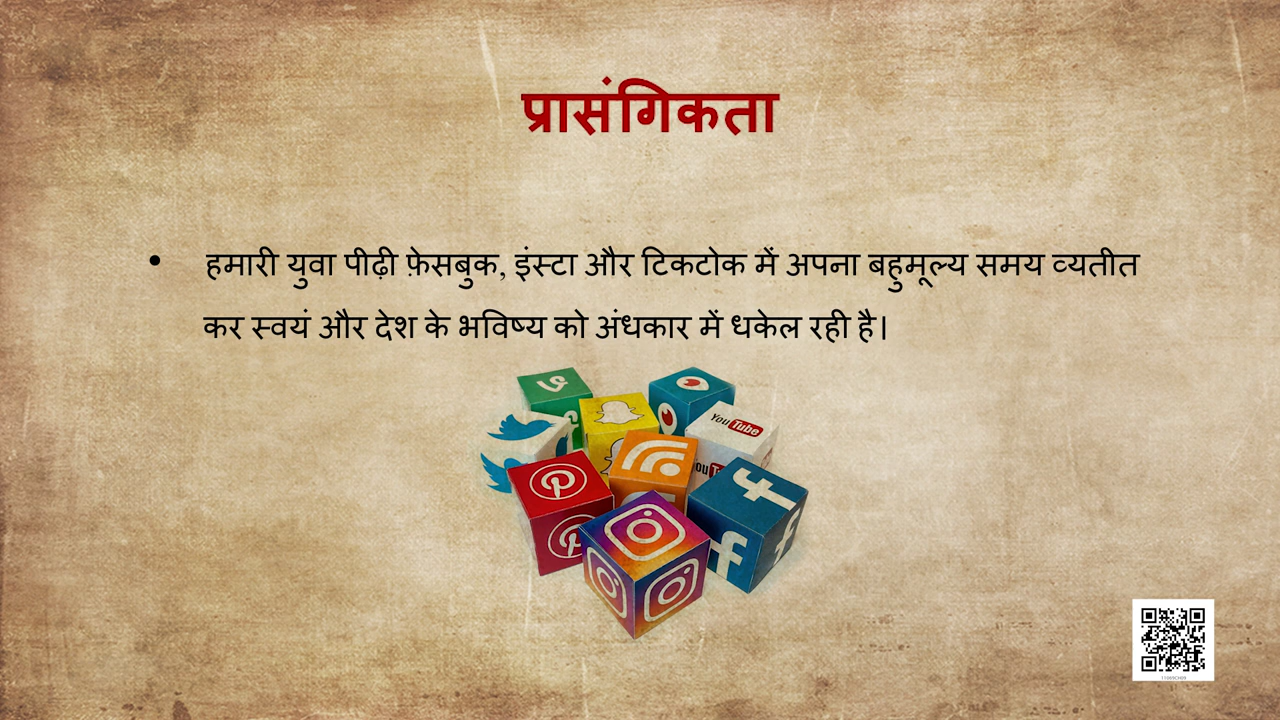 प्रासंगिकता
• हमारी युवा पीढ़ी फ़ेसबुक, इंस्टा और टिकटोक में अपना बहुमूल्य समय व्यतीत
कर स्वयं और देश के भविष्य को अंधकार में धकेल रही है।
YouTube